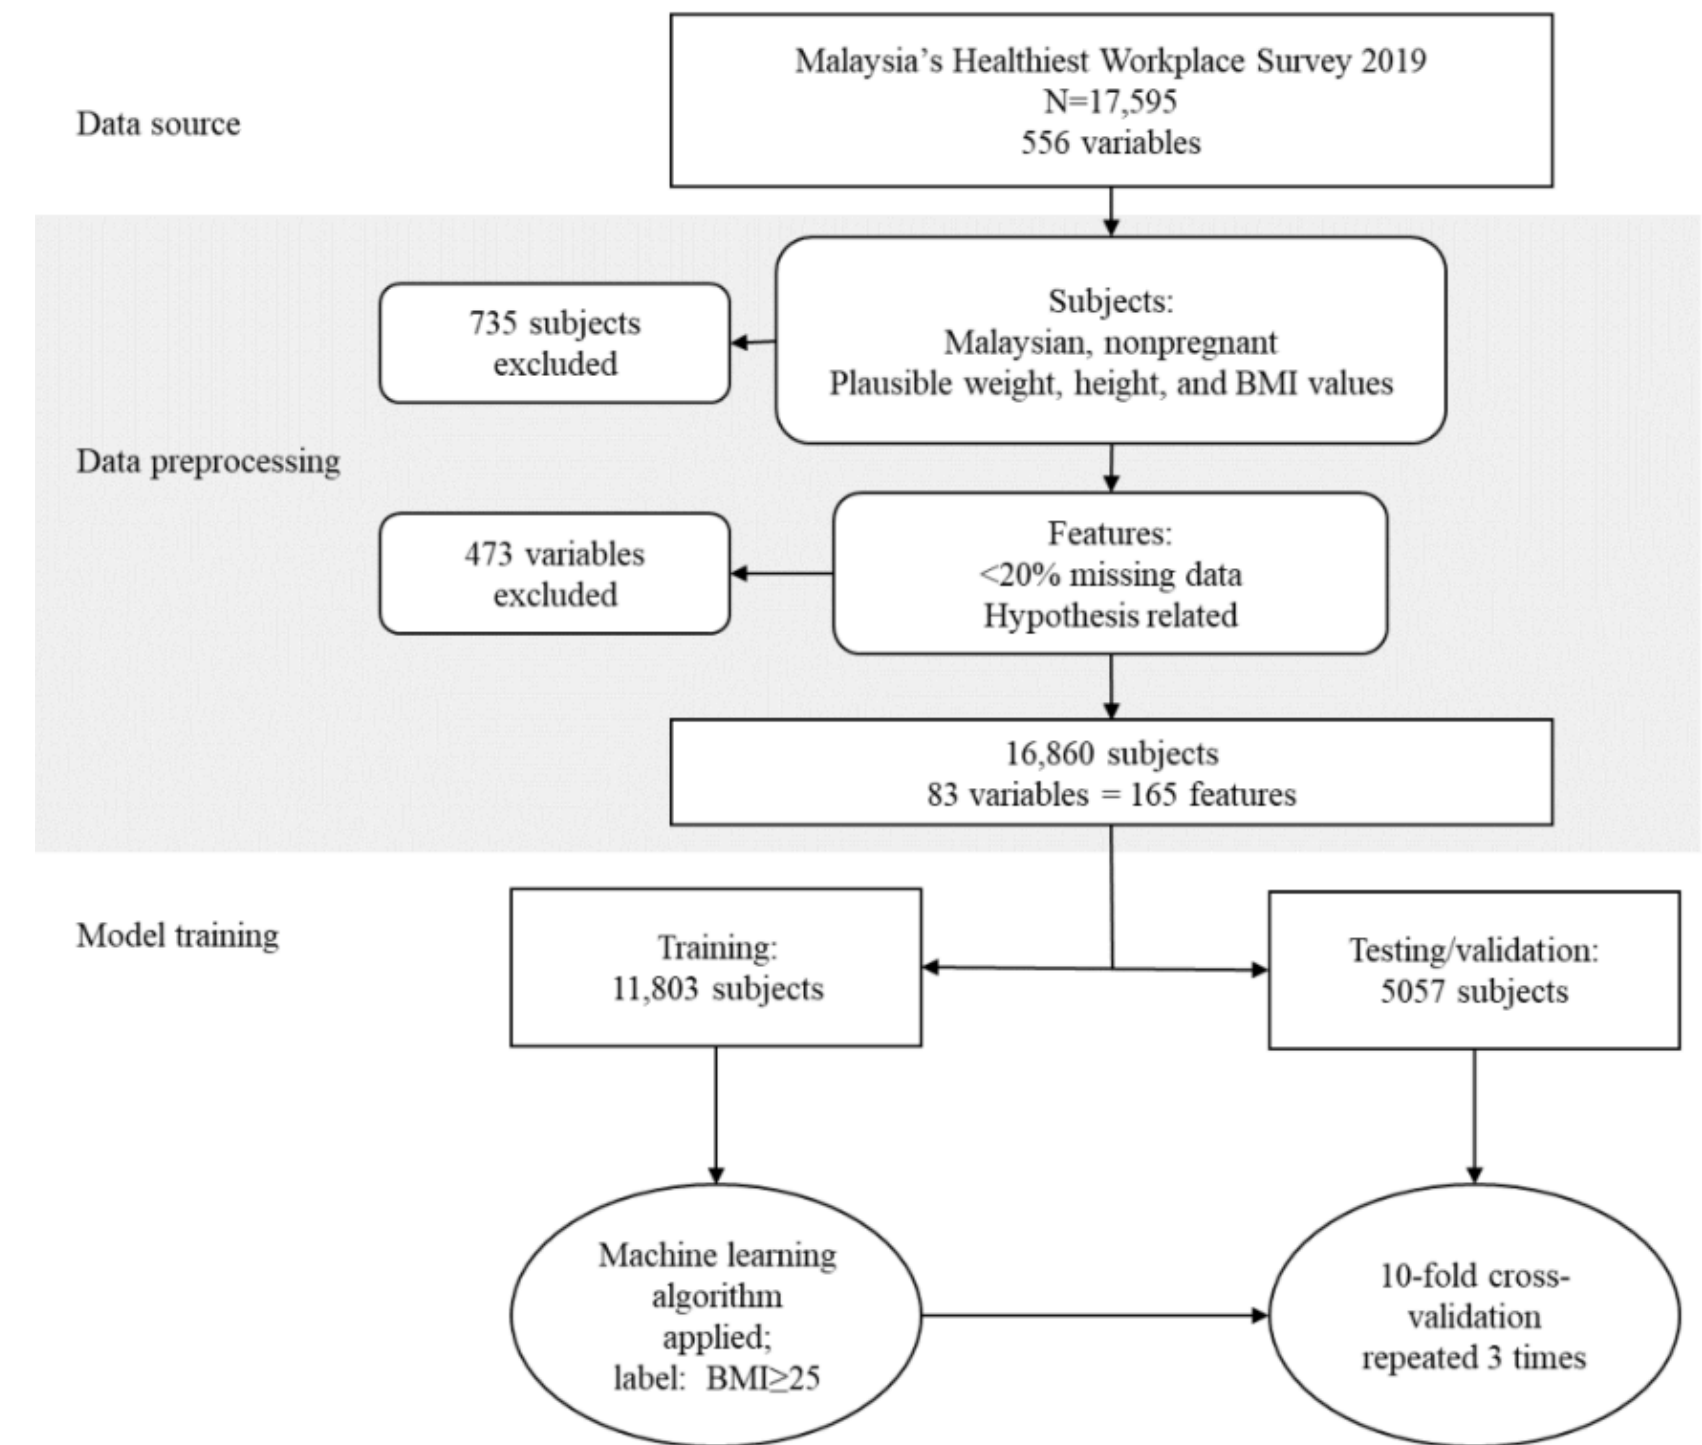 Data source
Malaysia’s Healthiest Workplace Survey 2019
N=17,595
556 variables
Data preprocessing
Subjects:
Malaysian, nonpregnant
Plausible weight, height, and BMI values
735 subjects
excluded
Features:
<20% missing data
Hypothesis related
473 variables
excluded
16,860 subjects
83 variables = 165 features
Model training
Training:
11,803 subjects
Testing/validation:
5057 subjects
Machine learning
algorithm
applied;
label: BMI≥25
10-fold cross-
validation
repeated 3 times